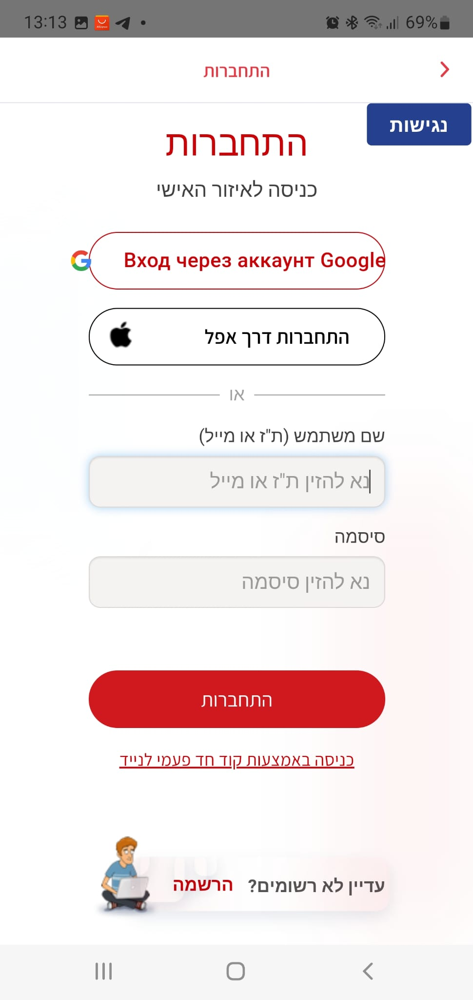 13:13
69%
התחברות
נגישות
התחברות
כניסה לאיזור האישי
Вход через аккаунт Google
התחברות דרך אפל
או
שם משתמש (ת"ז או מייל)
נא להזין ת"ז או מייל
סיסמה
נא להזין סיסמה
התחברות
כניסה באמצעות קוד חד פעמי לנייד
עדיין לא רשומים? הרשמה